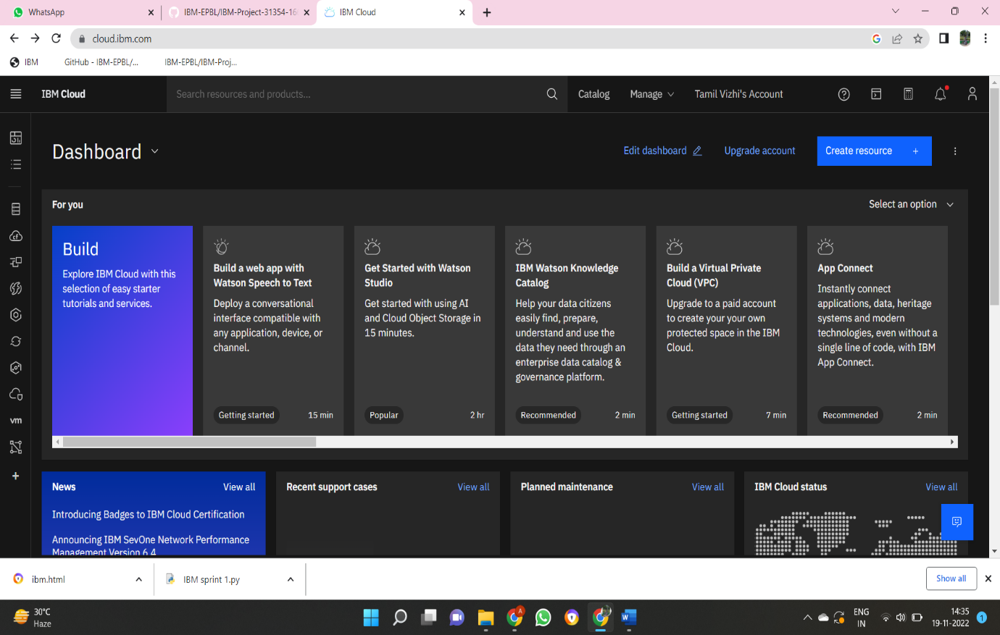 WhatsApp
IBM-EPBL/IBM-Project-31354-16
IBM Cloud
cloud.ibm.com
IBM
GitHub - IBM-EPBL/...
IBM-EPBL/IBM-Proj...
IBM Cloud
Search resources and products...
Catalog
Manage
Tamil Vizhi's Account
Dashboard
Edit dashboard
Upgrade account
Create resource +
For you
Select an option
Build
Explore IBM Cloud with this
selection of easy starter
tutorials and services.
Build a web app with
Watson Speech to Text
Deploy a conversational
interface compatible with
any application, device, or
channel.
Getting started
15 min
Get Started with Watson
Studio
Get started with using AI
and Cloud Object Storage in
15 minutes.
Popular
2 hr
IBM Watson Knowledge
Catalog
Help your data citizens
easily find, prepare,
understand and use the
data they need through an
enterprise data catalog &
governance platform.
Recommended
2 min
Build a Virtual Private
Cloud (VPC)
Upgrade to a paid account
to create your your own
protected space in the IBM
Cloud.
Getting started
7 min
App Connect
Instantly connect
applications, data, heritage
systems and modern
technologies, even without a
single line of code, with IBM
App Connect.
Recommended
2 min
vm
News
View all
Introducing Badges to IBM Cloud Certification
Announcing IBM SevOne Network Performance
Management Version 6.4
Recent support cases
View all
Planned maintenance
View all
IBM Cloud status
View all
ibm.html
IBM sprint 1.py
Show all
30°C
Haze
ENG
IN
14:35
19-11-2022
1